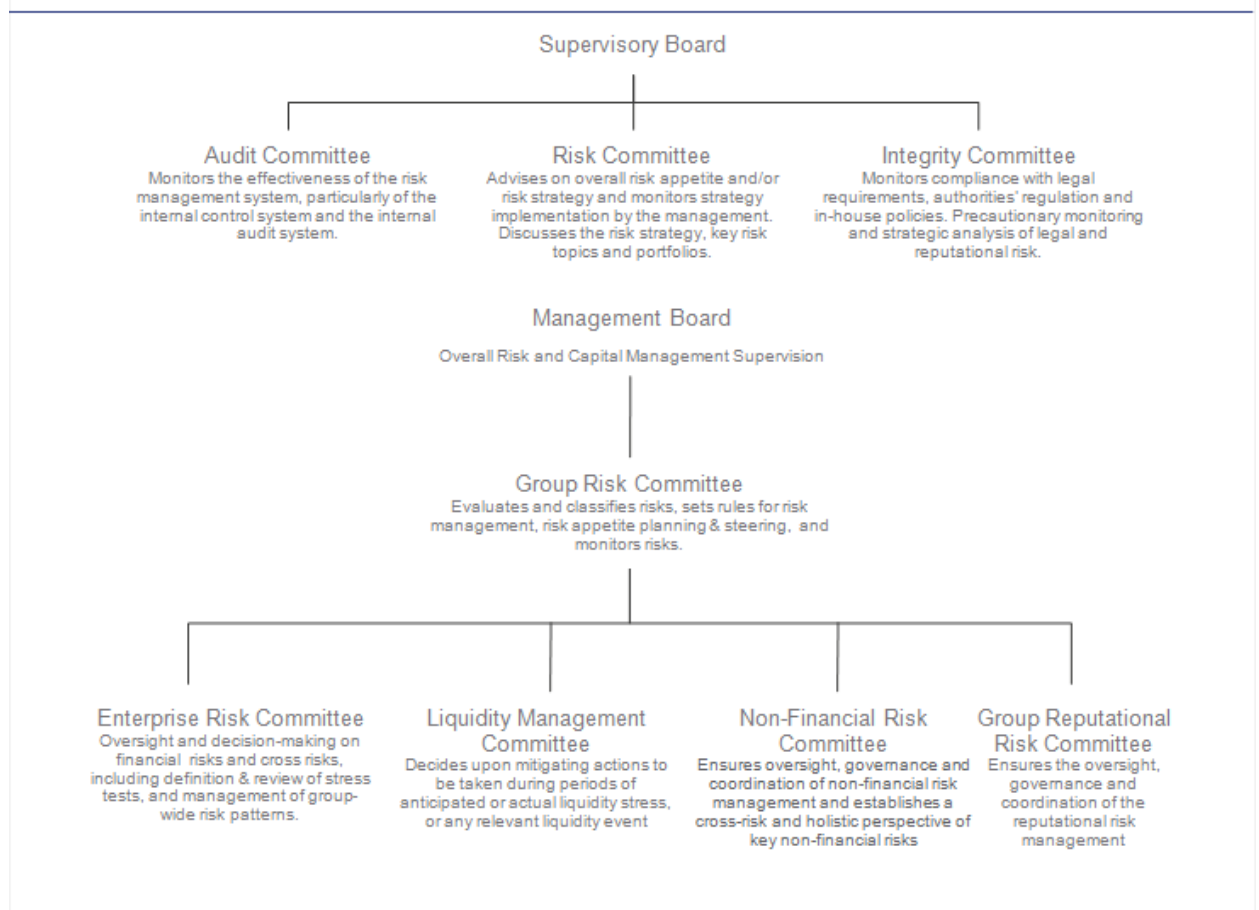 Supervisory Board
Audit Committee
Monitors the effectiveness of the risk
management system, particularly of the
internal control system and the internal
audit system.
Risk Committee
Advises on overall risk appetite and/or
risk strategy and monitors strategy
implementation by the management.
Discusses the risk strategy, key risk
topics and portfolios.
Integrity Committee
Monitors compliance with legal
requirements, authorities' regulation and
in-house policies. Precautionary monitoring
and strategic analysis of legal and
reputational risk.
Management Board
Overall Risk and Capital Management Supervision
Group Risk Committee
Evaluates and classifies risks, sets rules for risk
management, risk appetite planning & steering, and
monitors risks.
Enterprise Risk Committee
Oversight and decision-making on
financial risks and cross risks,
including definition & review of stress
tests, and management of group-
wide risk patterns.
Liquidity Management
Committee
Decides upon mitigating actions to
be taken during periods of
anticipated or actual liquidity stress,
or any relevant liquidity event
Non-Financial Risk
Committee
Ensures oversight, governance and
coordination of non-financial risk
management and establishes a
cross-risk and holistic perspective of
key non-financial risks
Group Reputational
Risk Committee
Ensures the oversight,
governance and
coordination of the
reputational risk
management